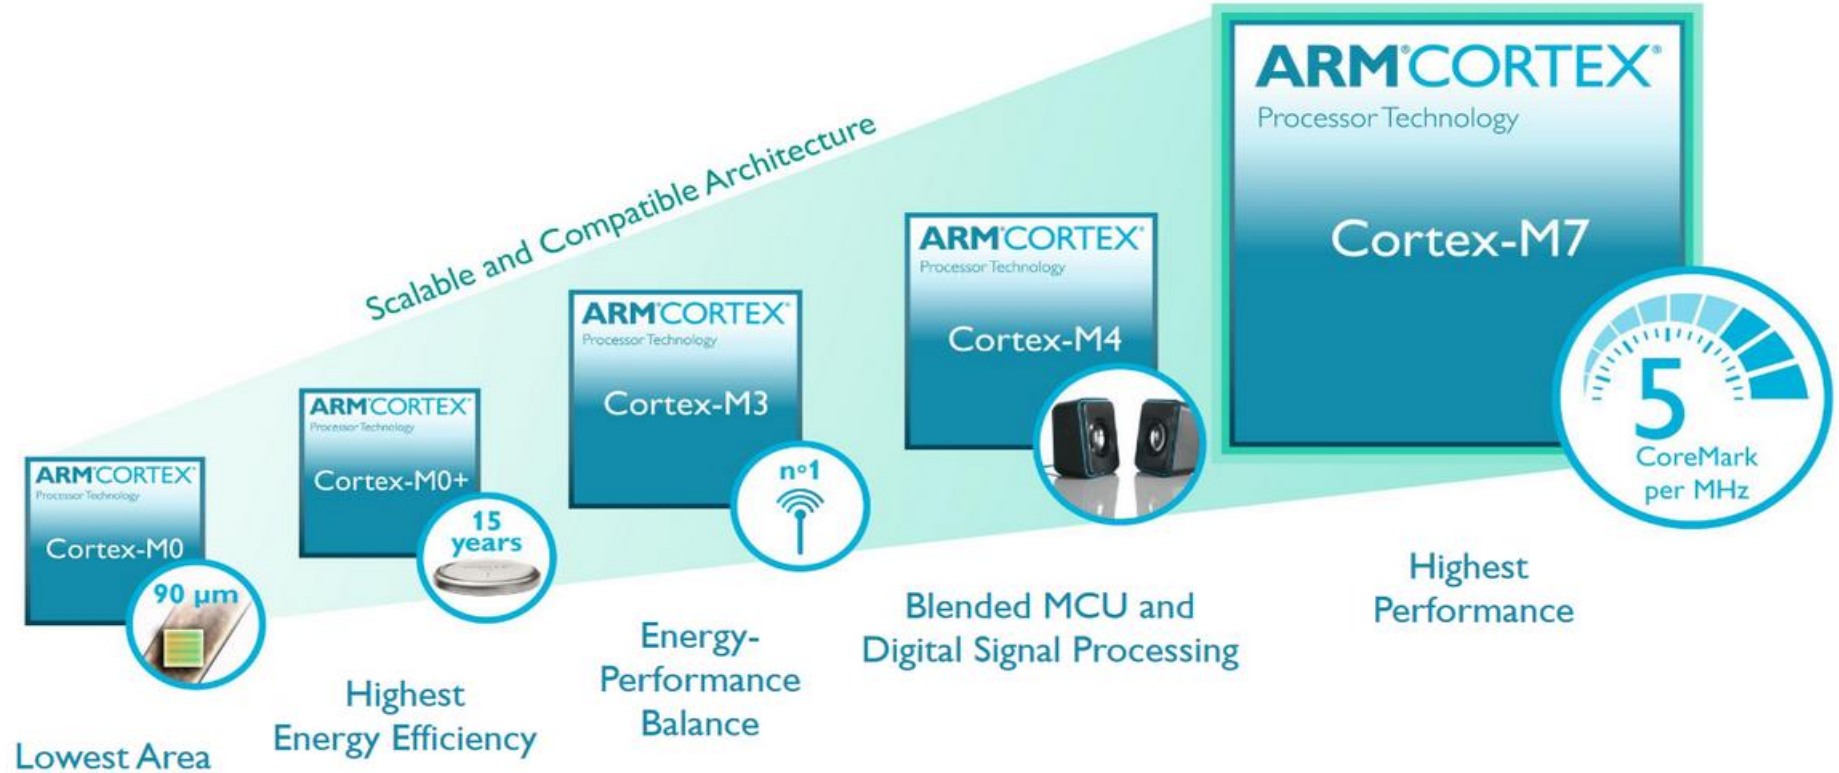 Scalable and Compatible Architecture
ARM®CORTEX®
Processor Technology
Cortex-M0
90 µm
Lowest Area
ARM®CORTEX®
Processor Technology
Cortex-M0+
15
years
Highest
Energy Efficiency
ARM®CORTEX®
Processor Technology
Cortex-M3
n°1
Energy-
Performance
Balance
ARM®CORTEX®
Processor Technology
Cortex-M4
Blended MCU and
Digital Signal Processing
ARM®CORTEX®
Processor Technology
Cortex-M7
5
CoreMark
per MHz
Highest
Performance